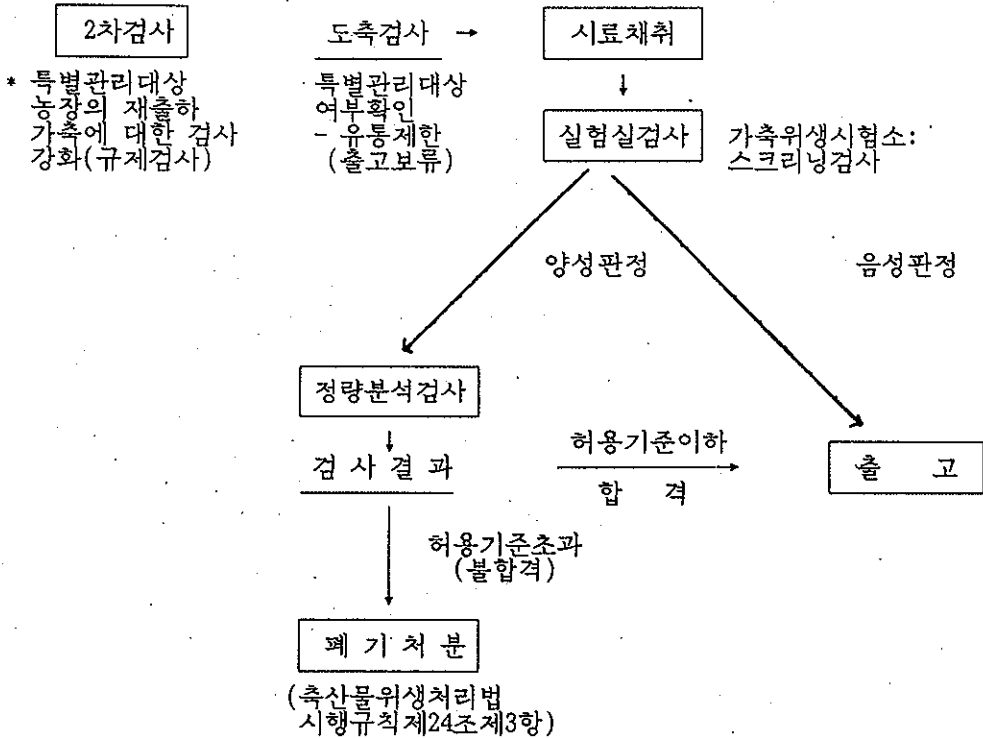 2차검사
* 특별관리대상
농장의 재출하
가축에 대한 검사
강화(규제검사)
도축검사 →
특별관리대상
여부확인
- 유통제한
(출고보류)
시료채취
↓
실험실검사
가축위생시험소:
스크리닝검사
양성판정
음성판정
정량분석검사
↓
검 사 결 과
허용기준이하
합 격
출 고
허용기준초과
(불합격)
폐 기 처 분
(축산물위생처리법
시행규칙제24조제3항)